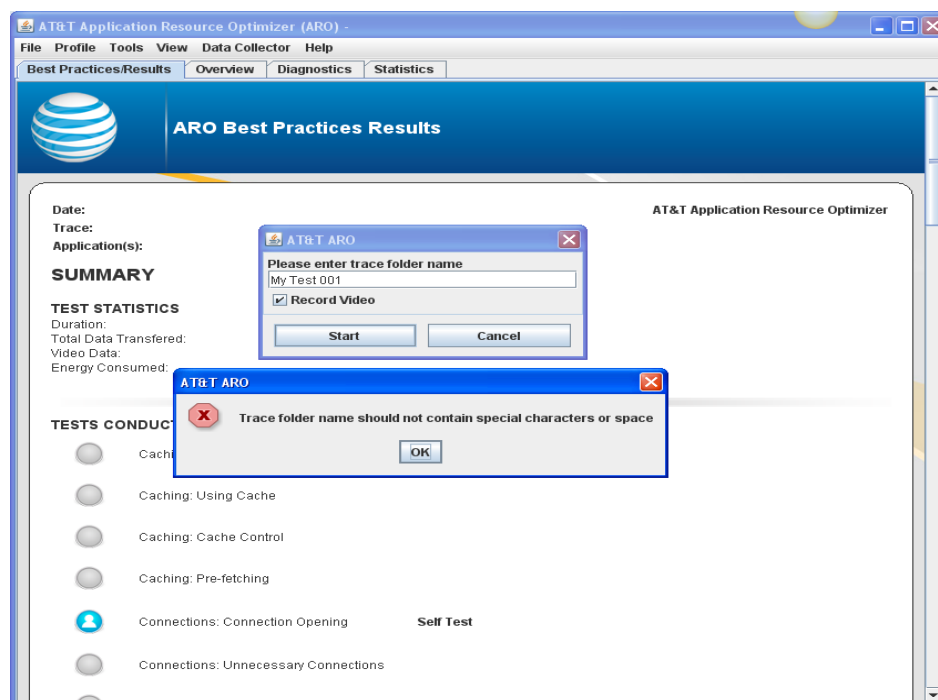 AT&T Application Resource Optimizer (ARO) -
File Profile Tools View Data Collector Help
Best Practices/Results Overview Diagnostics Statistics
ARO Best Practices Results
Date:
AT&T Application Resource Optimizer
Trace:
Application(s):
SUMMARY
TEST STATISTICS
Duration:
Total Data Transfered:
Video Data:
Energy Consumed:
AT&T ARO
Please enter trace folder name
My Test 001
Record Video
Start Cancel
AT&T ARO
Trace folder name should not contain special characters or space
OK
TESTS CONDUC
Cachi
Caching: Using Cache
Caching: Cache Control
Caching: Pre-fetching
Connections: Connection Opening Self Test
Connections: Unnecessary Connections